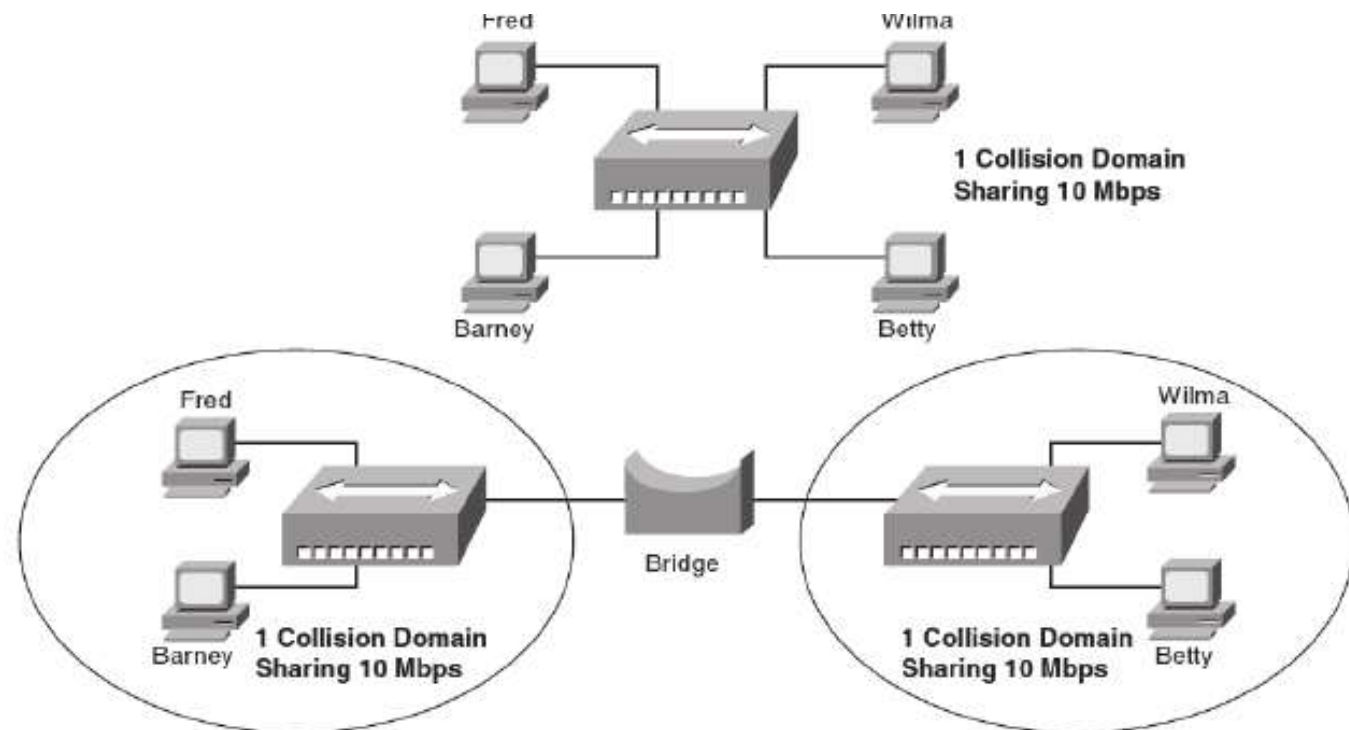 Fred
Wilma
1 Collision Domain
Sharing 10 Mbps
Barney
Betty
Fred
Wilma
Bridge
1 Collision Domain
Sharing 10 Mbps
Barney
1 Collision Domain
Sharing 10 Mbps
Betty